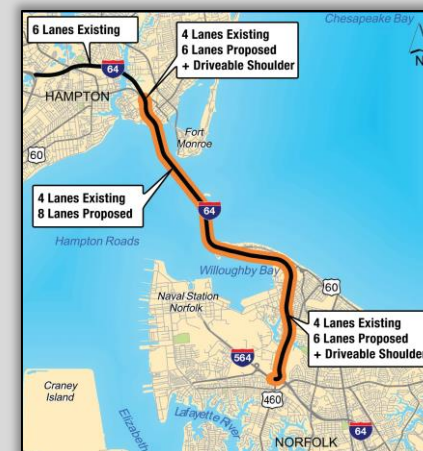 Chesapeake Bay
6 Lanes Existing
4 Lanes Existing
6 Lanes Proposed
+ Driveable Shoulder
N
64
HAMPTON
60
Fort
Monroe
4 Lanes Existing
8 Lanes Proposed
64
Hampton Roads
Willoughby Bay
Naval Station
Norfolk
60
4 Lanes Existing
6 Lanes Proposed
+ Driveable Shoulder
564
Craney
Island
460
Elizabeth
Lafayette River
64
NORFOLK